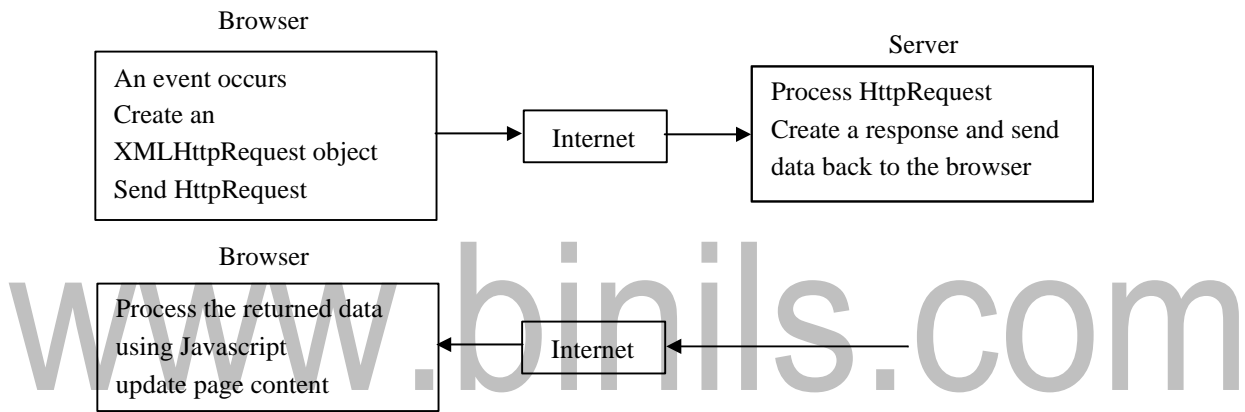 Browser
An event occurs
Create an
XMLHttpRequest object
Send HttpRequest
Internet
Server
Process HttpRequest
Create a response and send
data back to the browser
Browser
Process the returned data
using Javascript
update page content
Internet
www.binils.com